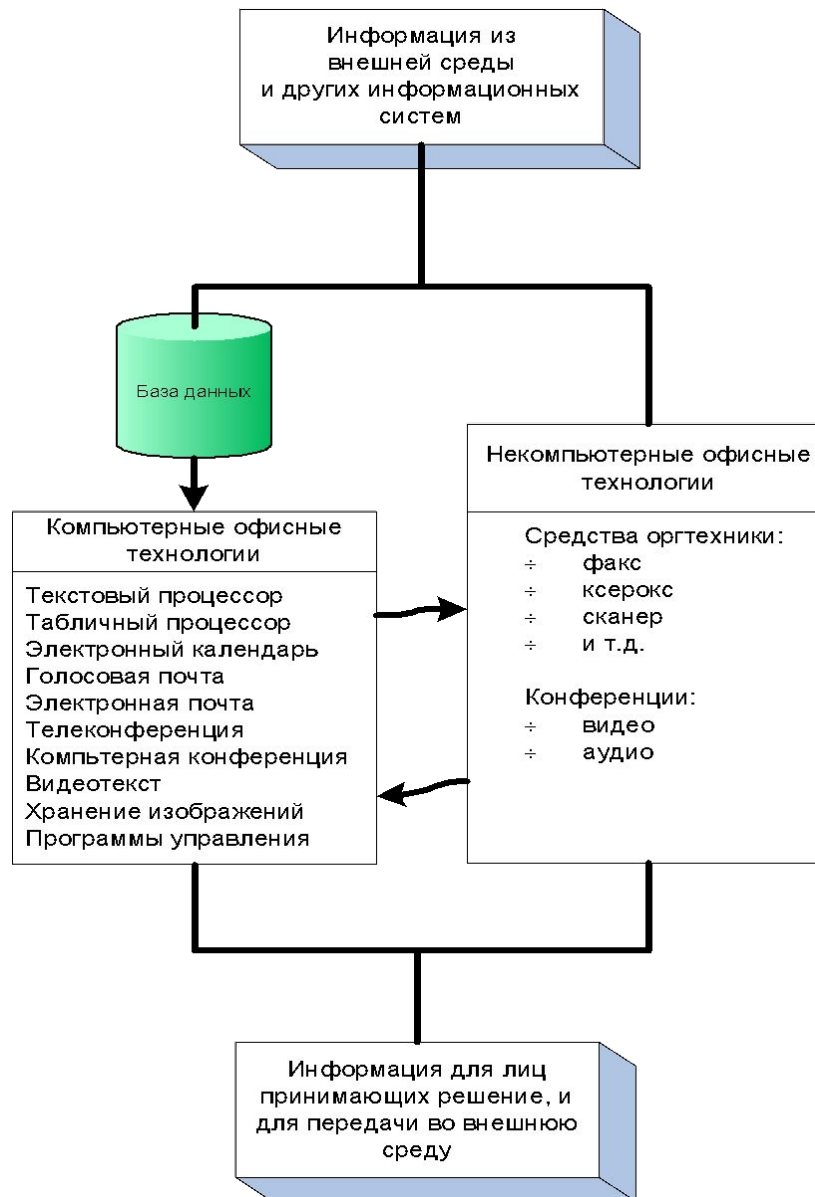 Информация из
внешней среды
и других информационных
систем
База данных
Компьютерные офисные
технологии
Текстовый процессор
Табличный процессор
Электронный календарь
Голосовая почта
Электронная почта
Телеконференция
Компьтерная конференция
Видеотекст
Хранение изображений
Программы управления
Некомпьютерные офисные
технологии
Средства оргтехники:
÷ факс
÷ ксерокс
÷ сканер
÷ и т.д.
Конференции:
÷ видео
÷ аудио
Информация для лиц
принимающих решение, и
для передачи во внешнюю
среду